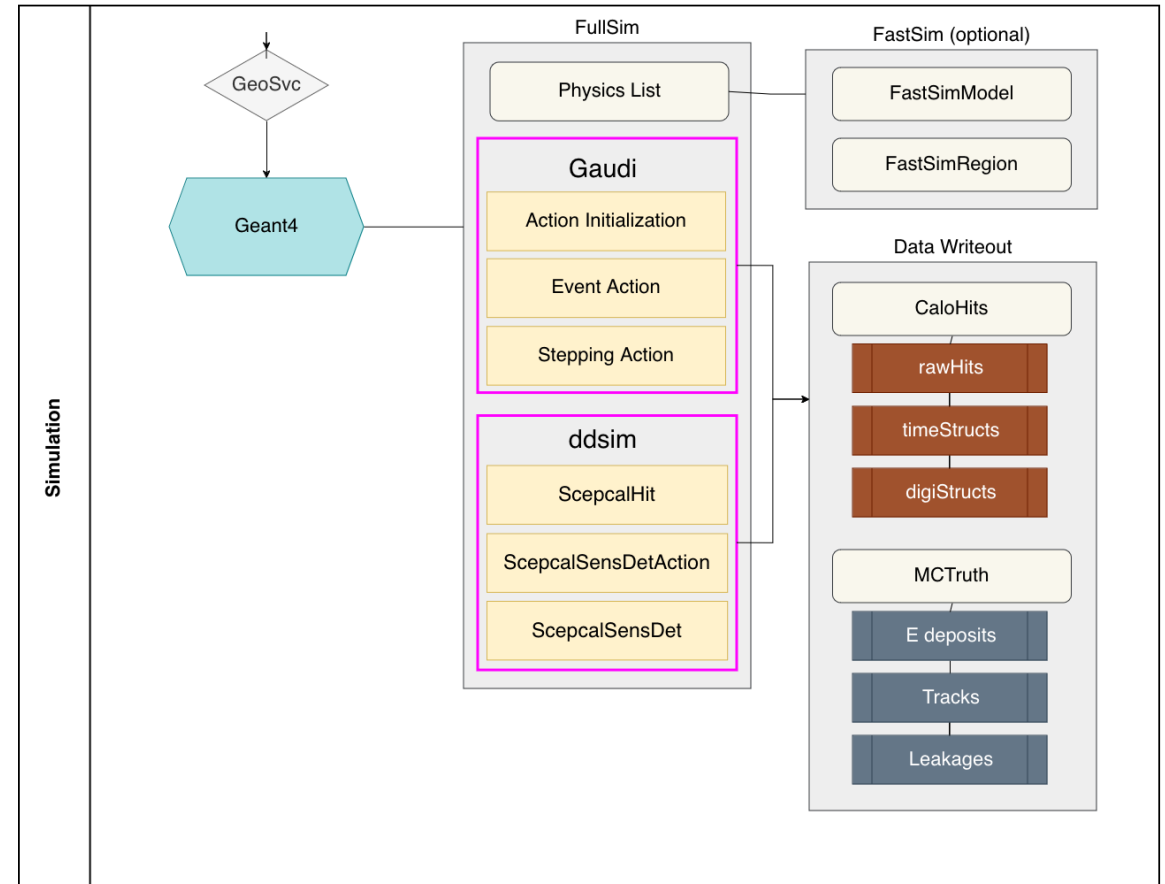 Simulation
GeoSvc
Geant4
FullSim
Physics List
Gaudi
Action Initialization
Event Action
Stepping Action
ddsim
ScepcalHit
ScepcalSensDetAction
ScepcalSensDet
FastSim (optional)
FastSimModel
FastSimRegion
Data Writeout
CaloHits
rawHits
timeStructs
digiStructs
MCTruth
E deposits
Tracks
Leakages